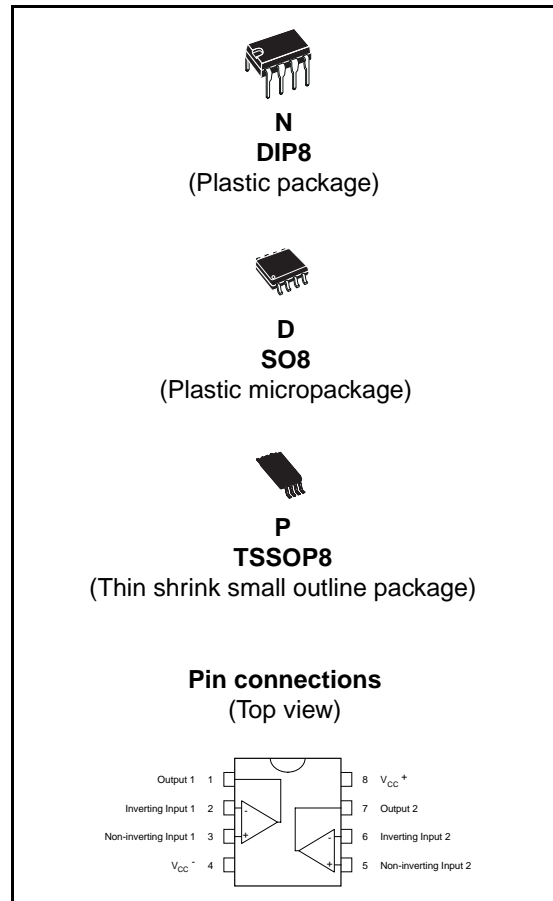 N
DIP8
(Plastic package)
D
SO8
(Plastic micropackage)
P
TSSOP8
(Thin shrink small outline package)
Pin connections
(Top view)
Output 1 1
Inverting Input 1 2
Non-inverting Input 1 3
VCC - 4
8 VCC +
7 Output 2
6 Inverting Input 2
5 Non-inverting Input 2
-
+
-
+